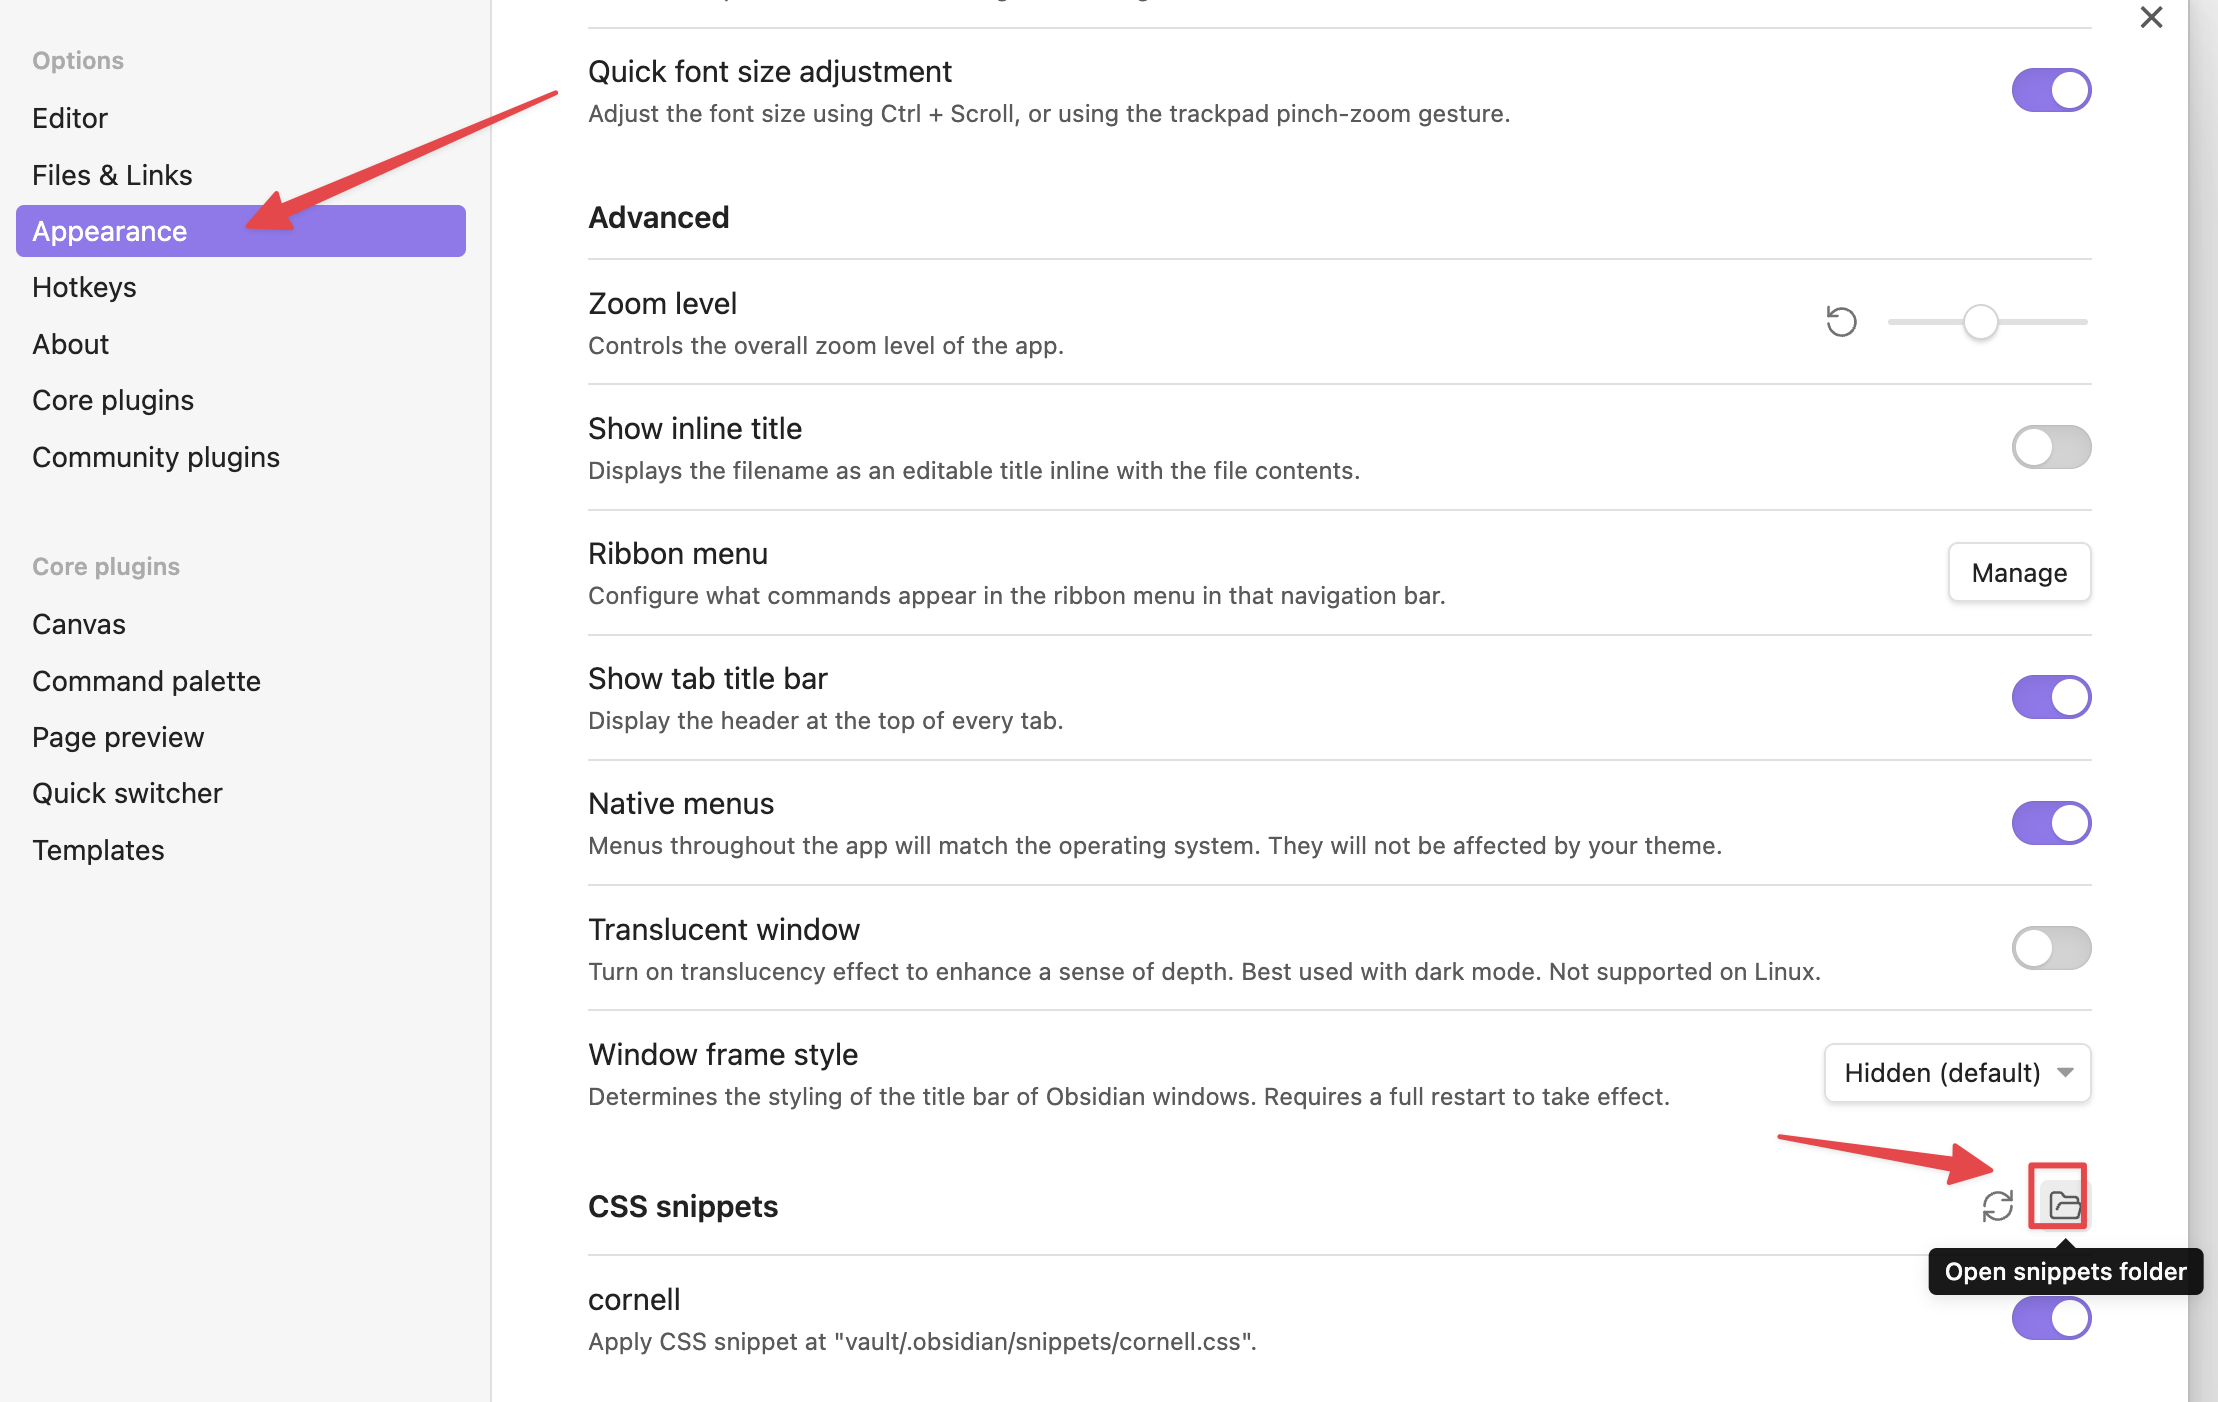 Options
Editor
Files & Links
Appearance
Hotkeys
About
Core plugins
Community plugins
Core plugins
Canvas
Command palette
Page preview
Quick switcher
Templates
Quick font size adjustment
Adjust the font size using Ctrl + Scroll, or using the trackpad pinch-zoom gesture.
Advanced
Zoom level
Controls the overall zoom level of the app.
Show inline title
Displays the filename as an editable title inline with the file contents.
Ribbon menu
Configure what commands appear in the ribbon menu in that navigation bar.
Manage
Show tab title bar
Display the header at the top of every tab.
Native menus
Menus throughout the app will match the operating system. They will not be affected by your theme.
Translucent window
Turn on translucency effect to enhance a sense of depth. Best used with dark mode. Not supported on Linux.
Window frame style
Determines the styling of the title bar of Obsidian windows. Requires a full restart to take effect.
Hidden (default)
CSS snippets
Open snippets folder
cornell
Apply CSS snippet at "vault/.obsidian/snippets/cornell.css".